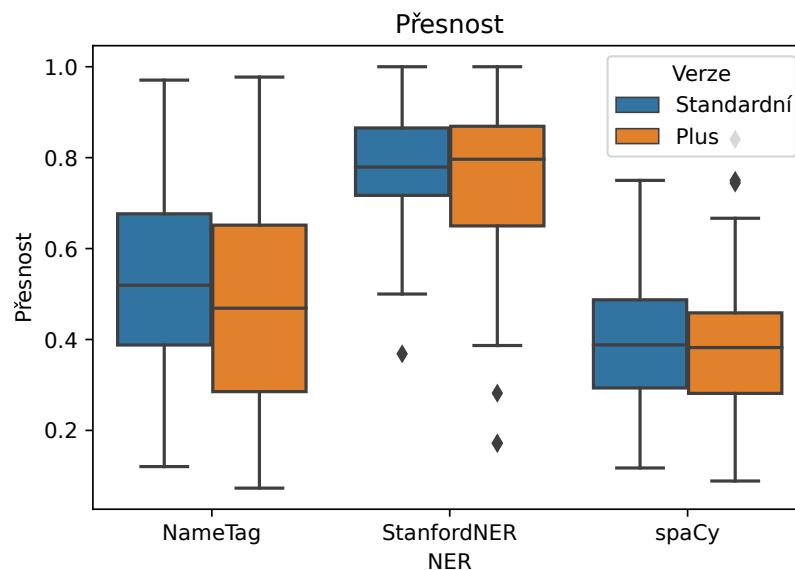 Přesnost
Verze
Standardní
Plus
Přesnost
1.0
0.8
0.6
0.4
0.2
NameTag
StanfordNER
spaCy
NER